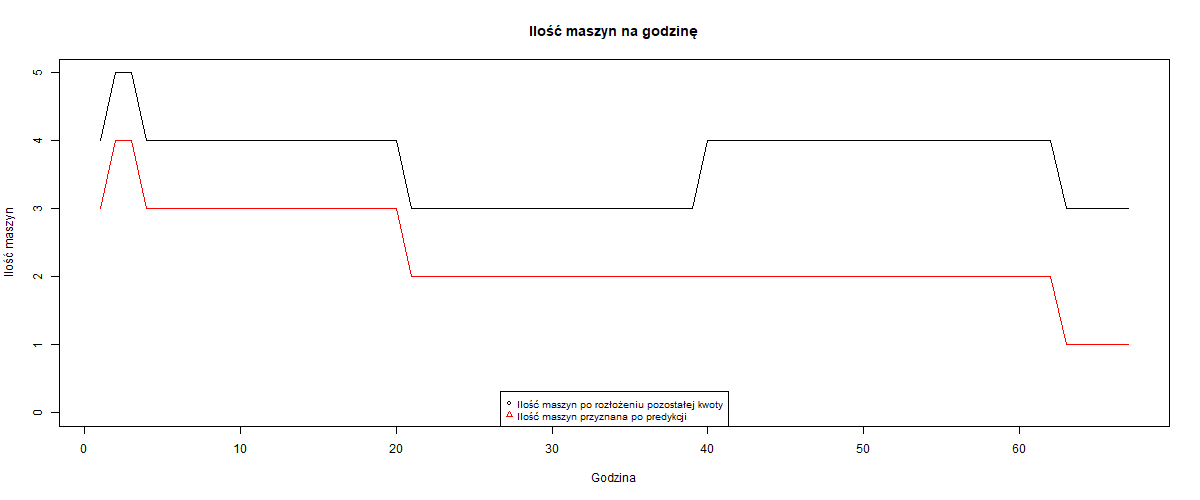 Ilość maszyn na godzinę
Ilość maszyn
5
4
3
2
1
0
Ilość maszyn po rozłożeniu pozostałej kwoty
Ilość maszyn przyznana po predykcji
0 10 20 30 40 50 60
Godzina